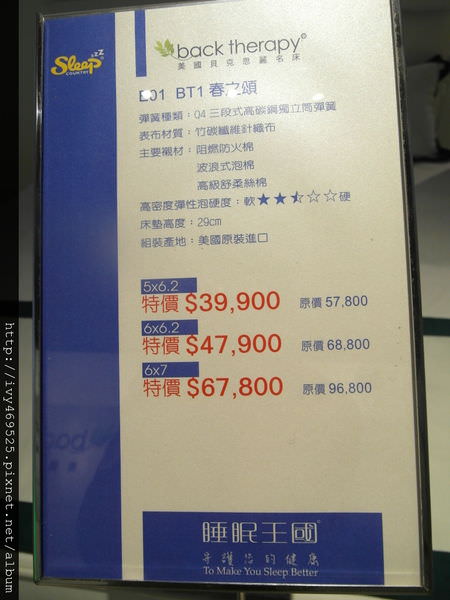 Sleep zzZ
COUNTRY
back therapy®
美國貝克思麗名床
E01 BT1 春之頌
彈簧種類：Q4三段式高碳鋼獨立筒彈簧
表布材質：竹碳纖維針織布
主要襯材：阻燃防火棉
波浪式泡棉
高級舒柔絲棉
高密度彈性泡硬度：軟★★⯪☆☆硬
床墊高度：29cm
組裝產地：美國原裝進口
5x6.2
特價 $39,900 原價 57,800
6x6.2
特價 $47,900 原價 68,800
6x7
特價 $67,800 原價 96,800
睡眠王國
守護您的健康
To Make You Sleep Better
http://ivy469525.pixnet.net/album